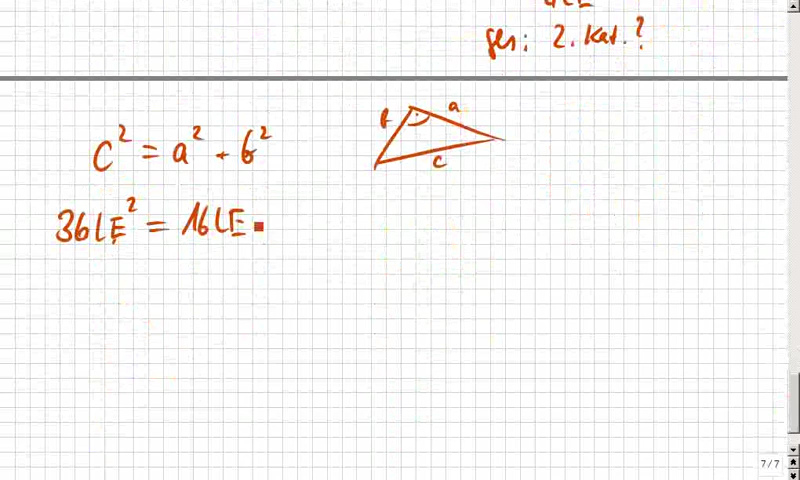 ges: 2. Kat.?
b a
c² = a² + b²
c
36 LE² = 16 LE
7/7